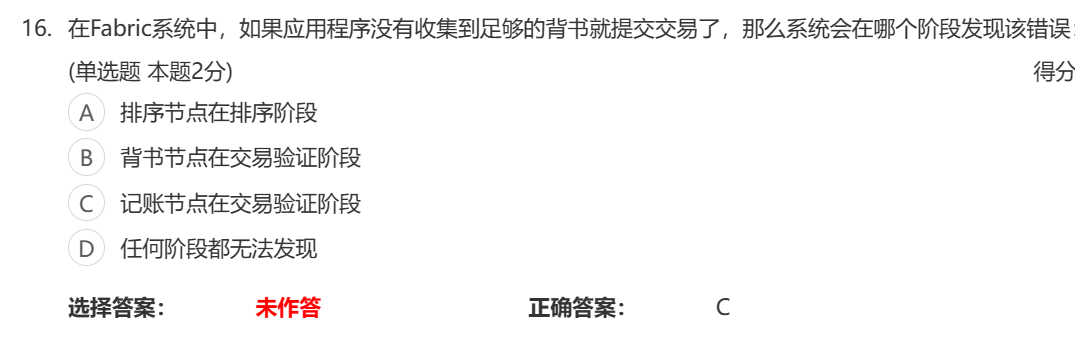 16. 在Fabric系统中，如果应用程序没有收集到足够的背书就提交交易了，那么系统会在哪个阶段发现该错误:
(单选题 本题2分) 得分
A 排序节点在排序阶段
B 背书节点在交易验证阶段
C 记账节点在交易验证阶段
D 任何阶段都无法发现
选择答案： 未作答 正确答案： C